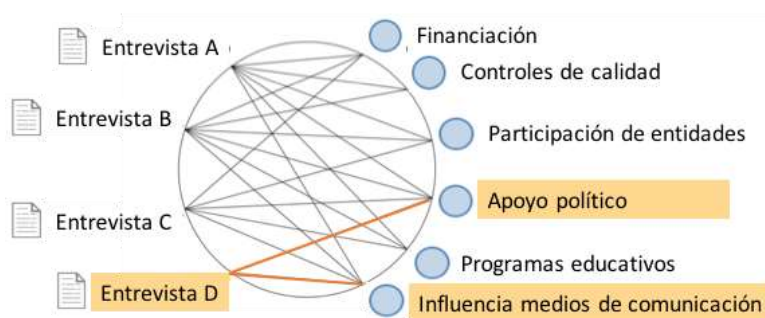 Entrevista A
Entrevista B
Entrevista C
Entrevista D
Financiación
Controles de calidad
Participación de entidades
Apoyo político
Programas educativos
Influencia medios de comunicación